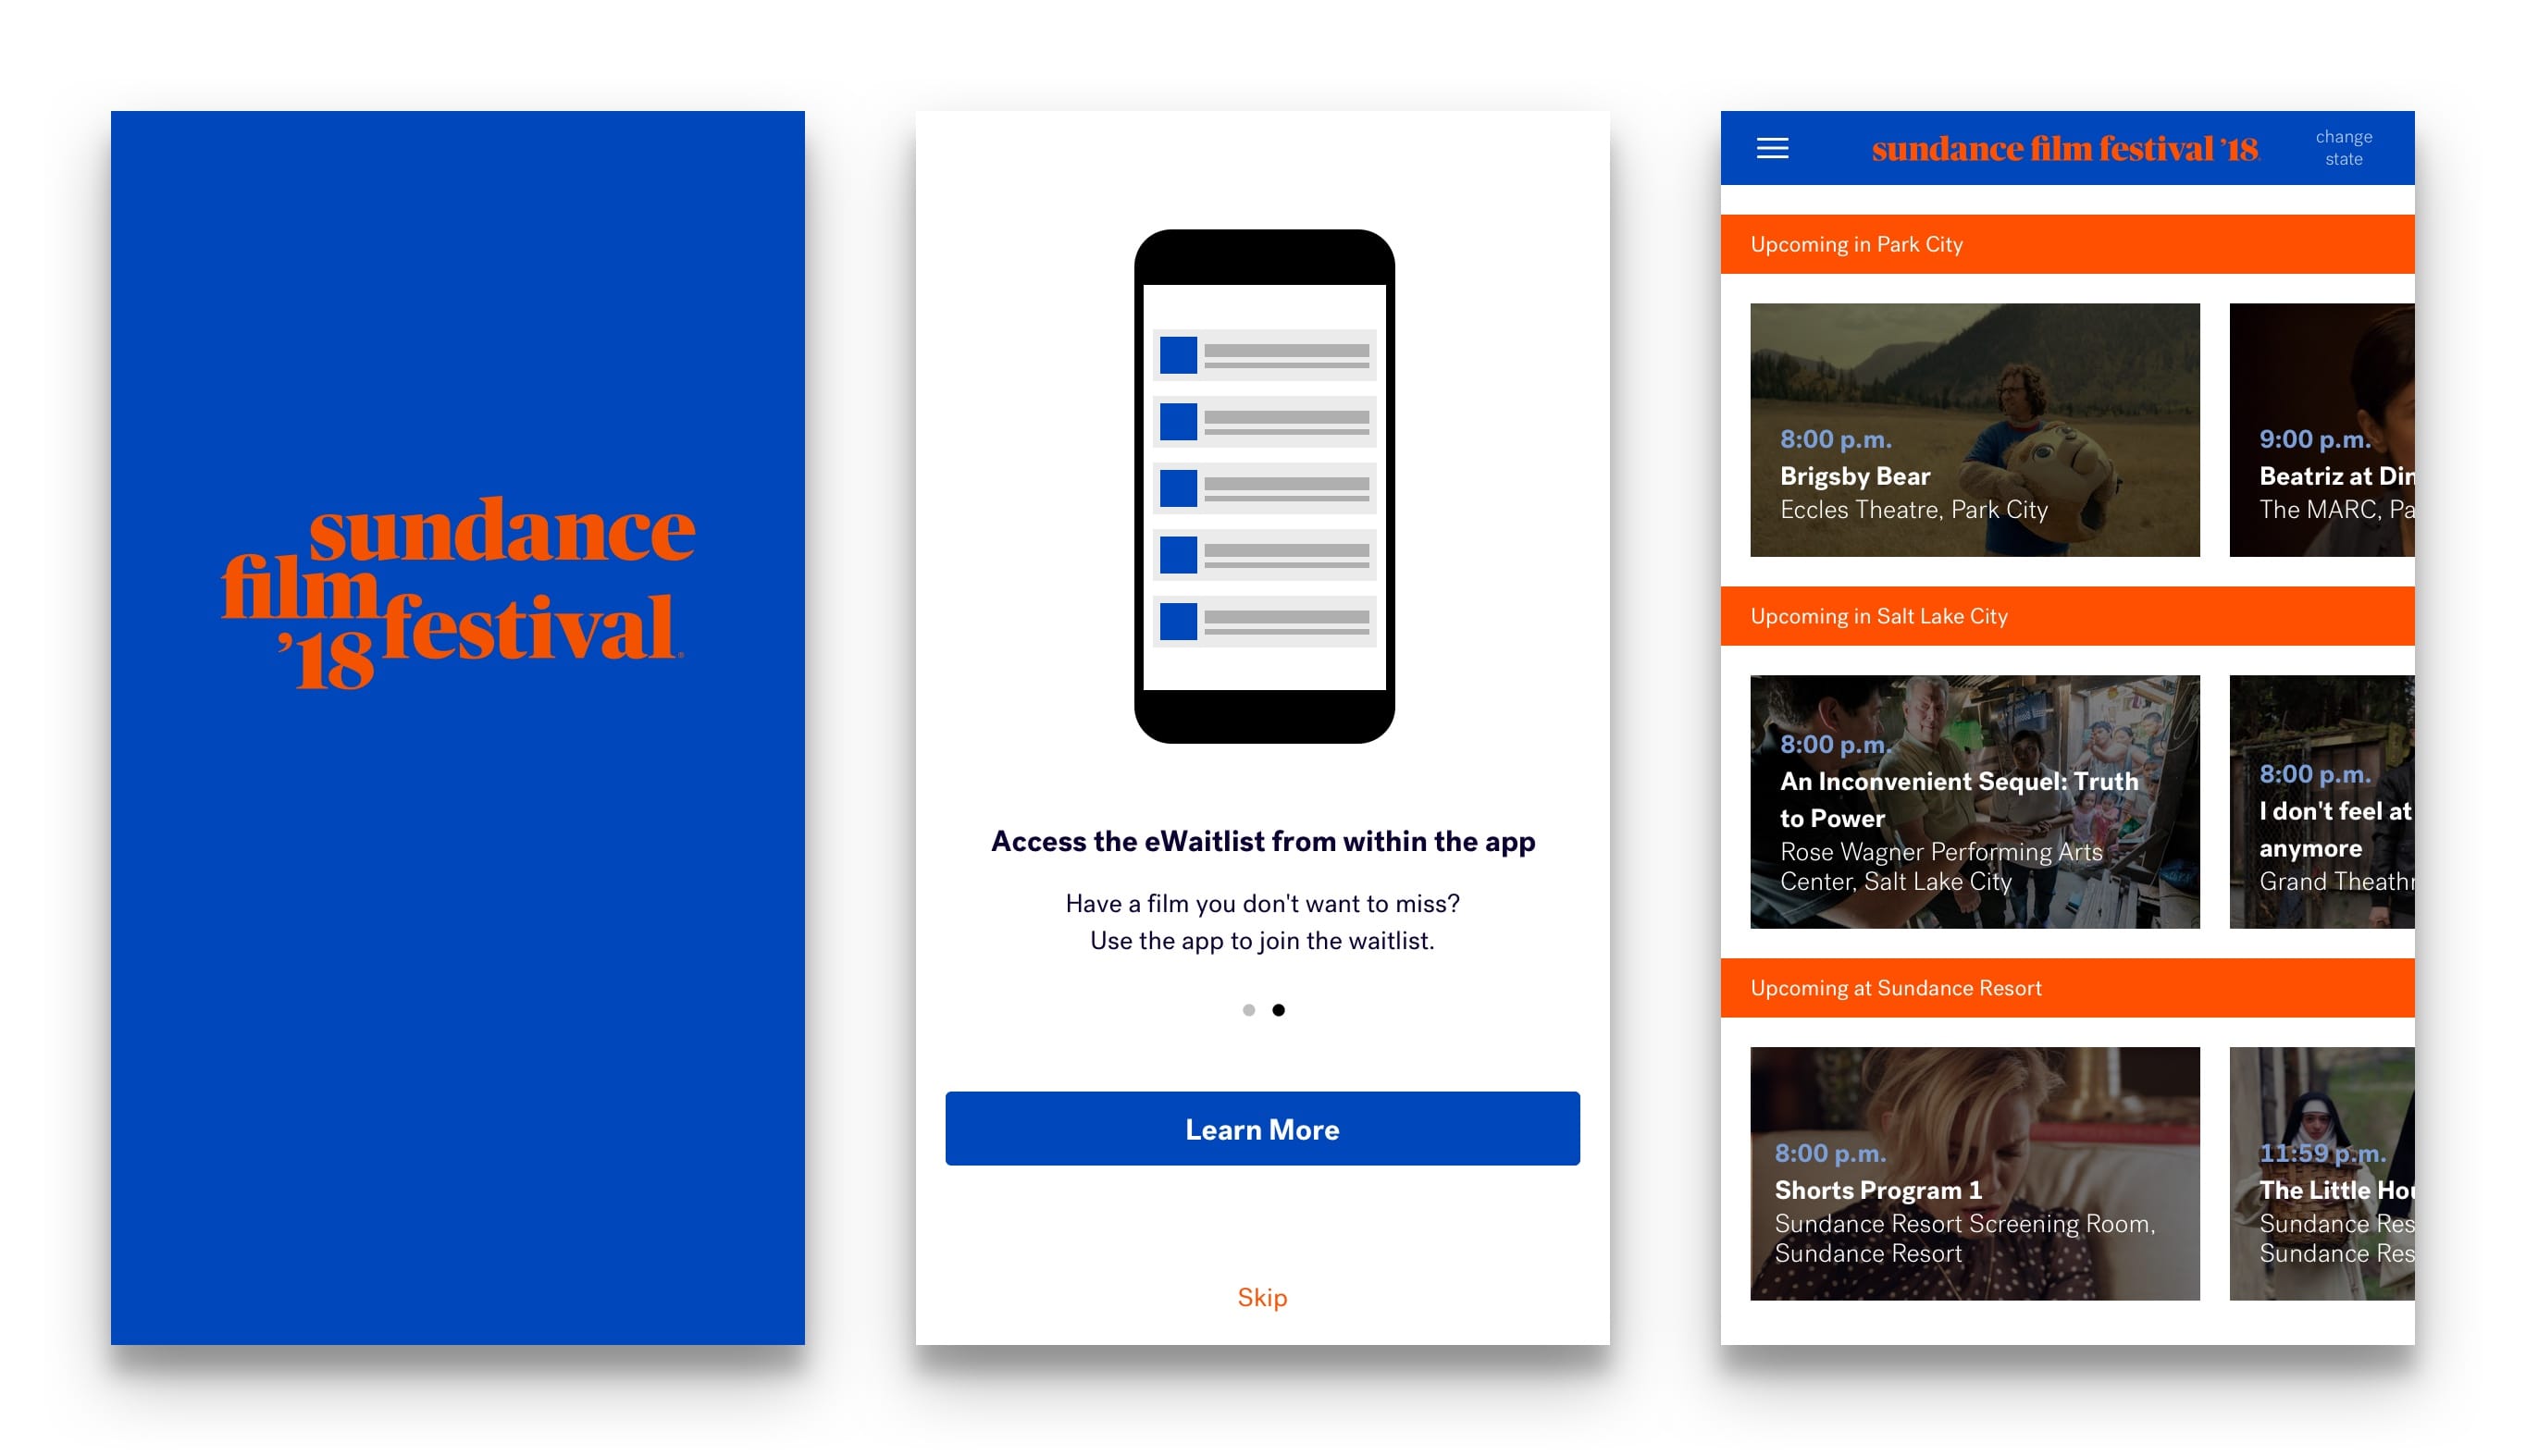 sundance
film
festival
’18
Access the eWaitlist from within the app
Have a film you don't want to miss?
Use the app to join the waitlist.
Learn More
Skip
sundance film festival ’18
change
state
Upcoming in Park City
8:00 p.m.
Brigsby Bear
Eccles Theatre, Park City
9:00 p.m.
Beatriz at Din
The MARC, Pa
Upcoming in Salt Lake City
8:00 p.m.
An Inconvenient Sequel: Truth
to Power
Rose Wagner Performing Arts
Center, Salt Lake City
8:00 p.m.
I don't feel at
anymore
Grand Theath
Upcoming at Sundance Resort
8:00 p.m.
Shorts Program 1
Sundance Resort Screening Room,
Sundance Resort
11:59 p.m.
The Little Hou
Sundance Res
Sundance Res